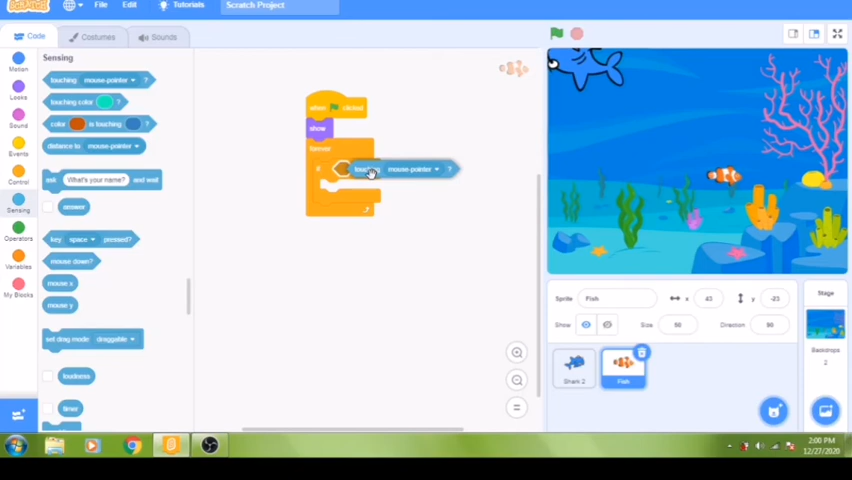 SCRATCH File Edit Tutorials Scratch Project
Code Costumes Sounds
Motion
Looks
Sound
Events
Control
Sensing
Operators
Variables
My Blocks
Sensing
touching mouse-pointer ?
touching color ?
color is touching ?
distance to mouse-pointer
ask What's your name? and wait
answer
key space pressed?
mouse down?
mouse x
mouse y
set drag mode draggable
loudness
timer
when clicked
show
forever
if touching mouse-pointer ?
Sprite Fish x 43 y -23
Show Size 50 Direction 90
Shark 2
Fish
Stage
Backdrops
2
2:00 PM
12/27/2020